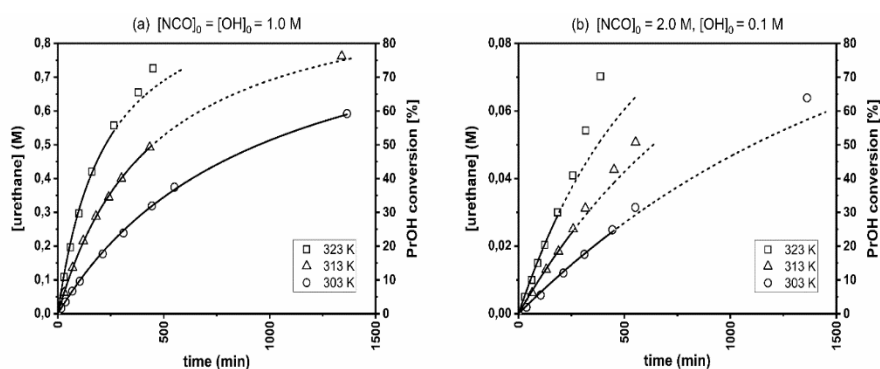 (a) [NCO]₀ = [OH]₀ = 1.0 M
0,8
0,7
0,6
0,5
0,4
0,3
0,2
0,1
0,0
[urethane] (M)
80
70
60
50
40
30
20
10
0
PrOH conversion [%]
323 K
313 K
303 K
0
500
1000
1500
time (min)
(b) [NCO]₀ = 2.0 M, [OH]₀ = 0.1 M
0,08
0,06
0,04
0,02
0,00
[urethane] (M)
80
70
60
50
40
30
20
10
0
PrOH conversion [%]
323 K
313 K
303 K
0
500
1000
1500
time (min)